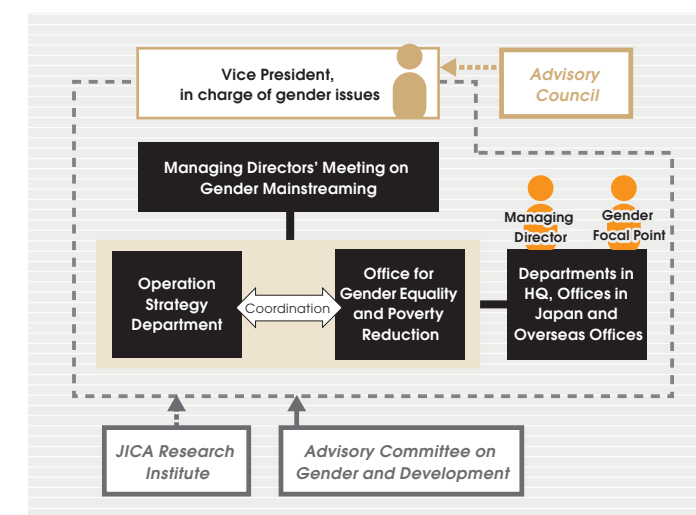 Vice President,
in charge of gender issues
Advisory
Council
Managing Directors' Meeting on
Gender Mainstreaming
Managing
Director
Gender
Focal Point
Operation
Strategy
Department
Coordination
Office for
Gender Equality
and Poverty
Reduction
Departments in
HQ, Offices in
Japan and
Overseas Offices
JICA Research
Institute
Advisory Committee on
Gender and Development